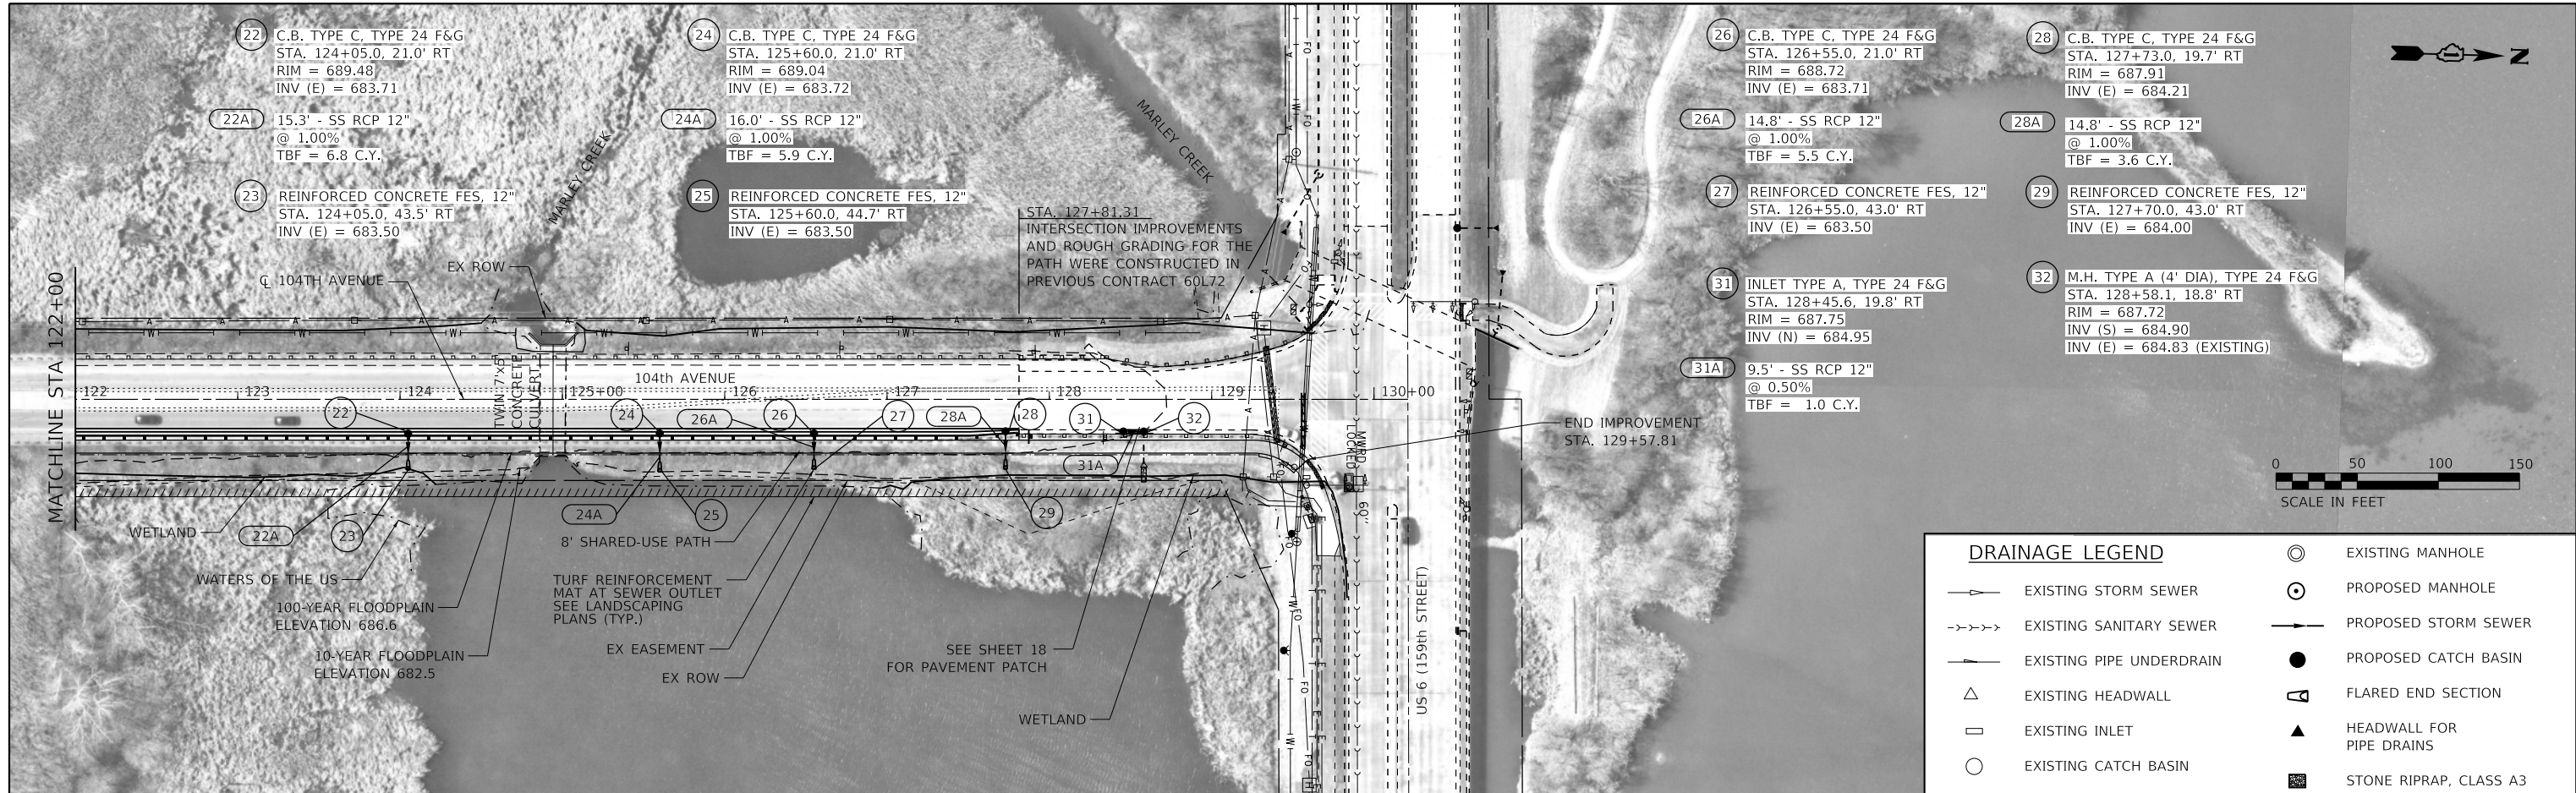 22
C.B. TYPE C, TYPE 24 F&G
STA. 124+05.0, 21.0' RT
RIM = 689.48
INV (E) = 683.71
22A
15.3' - SS RCP 12"
@ 1.00%
TBF = 6.8 C.Y.
23
REINFORCED CONCRETE FES, 12"
STA. 124+05.0, 43.5' RT
INV (E) = 683.50
24
C.B. TYPE C, TYPE 24 F&G
STA. 125+60.0, 21.0' RT
RIM = 689.04
INV (E) = 683.72
24A
16.0' - SS RCP 12"
@ 1.00%
TBF = 5.9 C.Y.
25
REINFORCED CONCRETE FES, 12"
STA. 125+60.0, 44.7' RT
INV (E) = 683.50
26
C.B. TYPE C, TYPE 24 F&G
STA. 126+55.0, 21.0' RT
RIM = 688.72
INV (E) = 683.71
26A
14.8' - SS RCP 12"
@ 1.00%
TBF = 5.5 C.Y.
27
REINFORCED CONCRETE FES, 12"
STA. 126+55.0, 43.0' RT
INV (E) = 683.50
31
INLET TYPE A, TYPE 24 F&G
STA. 128+45.6, 19.8' RT
RIM = 687.75
INV (N) = 684.95
31A
9.5' - SS RCP 12"
@ 0.50%
TBF = 1.0 C.Y.
28
C.B. TYPE C, TYPE 24 F&G
STA. 127+73.0, 19.7' RT
RIM = 687.91
INV (E) = 684.21
28A
14.8' - SS RCP 12"
@ 1.00%
TBF = 3.6 C.Y.
29
REINFORCED CONCRETE FES, 12"
STA. 127+70.0, 43.0' RT
INV (E) = 684.00
32
M.H. TYPE A (4' DIA), TYPE 24 F&G
STA. 128+58.1, 18.8' RT
RIM = 687.72
INV (S) = 684.90
INV (E) = 684.83 (EXISTING)
N
MARLEY CREEK
MARLEY CREEK
STA. 127+81.31
INTERSECTION IMPROVEMENTS
AND ROUGH GRADING FOR THE
PATH WERE CONSTRUCTED IN
PREVIOUS CONTRACT 60L72
EX ROW
℄ 104TH AVENUE
MATCHLINE STA 122+00
TWIN 7'x5'
CONCRETE
CULVERT
104th AVENUE
122
123
124
125+00
126
127
128
129
130+00
22
24
26A
26
27
28A
28
31
32
31A
END IMPROVEMENT
STA. 129+57.81
MWRD 60"
LOCKED
US 6 (159th STREET)
WETLAND
22A
23
24A
25
29
8' SHARED-USE PATH
WATERS OF THE US
100-YEAR FLOODPLAIN
ELEVATION 686.6
10-YEAR FLOODPLAIN
ELEVATION 682.5
TURF REINFORCEMENT
MAT AT SEWER OUTLET
SEE LANDSCAPING
PLANS (TYP.)
EX EASEMENT
EX ROW
SEE SHEET 18
FOR PAVEMENT PATCH
WETLAND
0 50 100 150
SCALE IN FEET
DRAINAGE LEGEND
EXISTING STORM SEWER
EXISTING SANITARY SEWER
EXISTING PIPE UNDERDRAIN
EXISTING HEADWALL
EXISTING INLET
EXISTING CATCH BASIN
EXISTING MANHOLE
PROPOSED MANHOLE
PROPOSED STORM SEWER
PROPOSED CATCH BASIN
FLARED END SECTION
HEADWALL FOR
PIPE DRAINS
STONE RIPRAP, CLASS A3